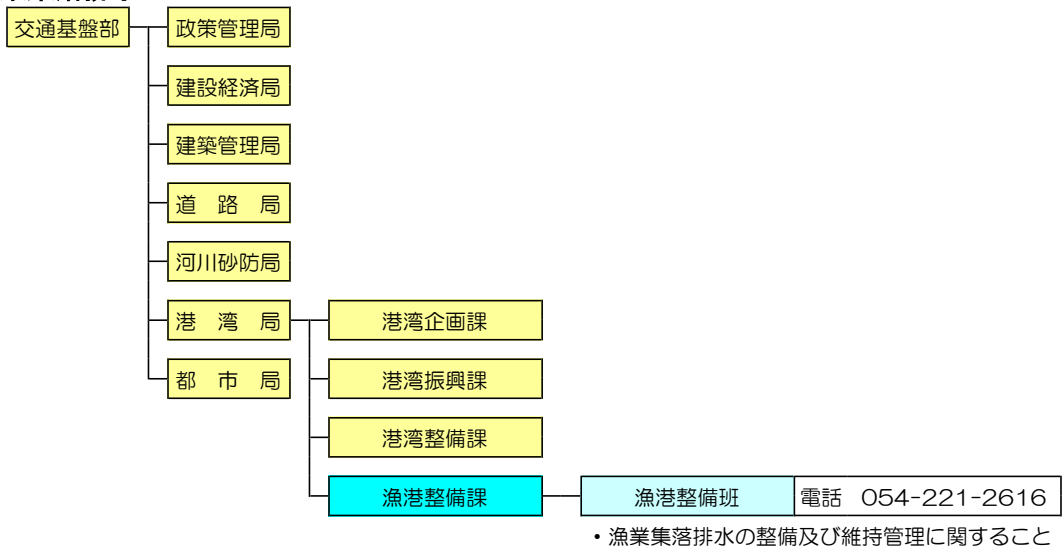 交通基盤部 政策管理局
建設経済局
建築管理局
道 路 局
河川砂防局
港 湾 局 港湾企画課
都 市 局 港湾振興課
港湾整備課
漁港整備課 漁港整備班 電話 054-221-2616
・漁業集落排水の整備及び維持管理に関すること